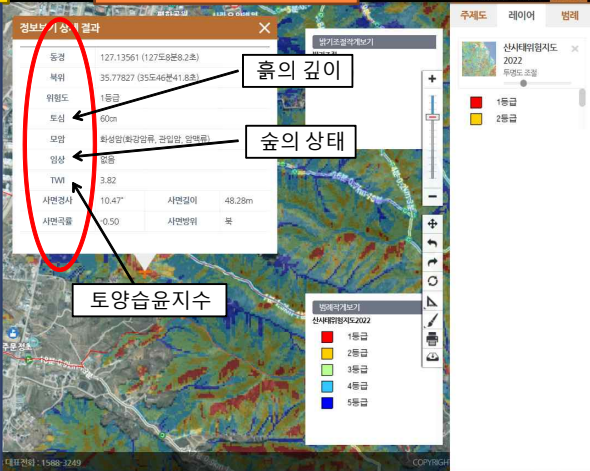 정보보기 상세 결과
동경 127.13561 (127도8분8.2초)
북위 35.77827 (35도46분41.8초)
위험도 1등급
토심 60cm
모암 화성암(화강암류, 관입암, 암맥류)
임상 없음
TWI 3.82
사면경사 10.47° 사면길이 48.28m
사면곡률 -0.50 사면방위 북
흙의 깊이
숲의 상태
토양습윤지수
밝기조절작게보기
범례작게보기
산사태위험지도2022
1등급
2등급
3등급
4등급
5등급
주제도 레이어 범례
산사태위험지도
2022
투명도 조절
1등급
2등급
대표전화 : 1588-3249
COPYRIGH